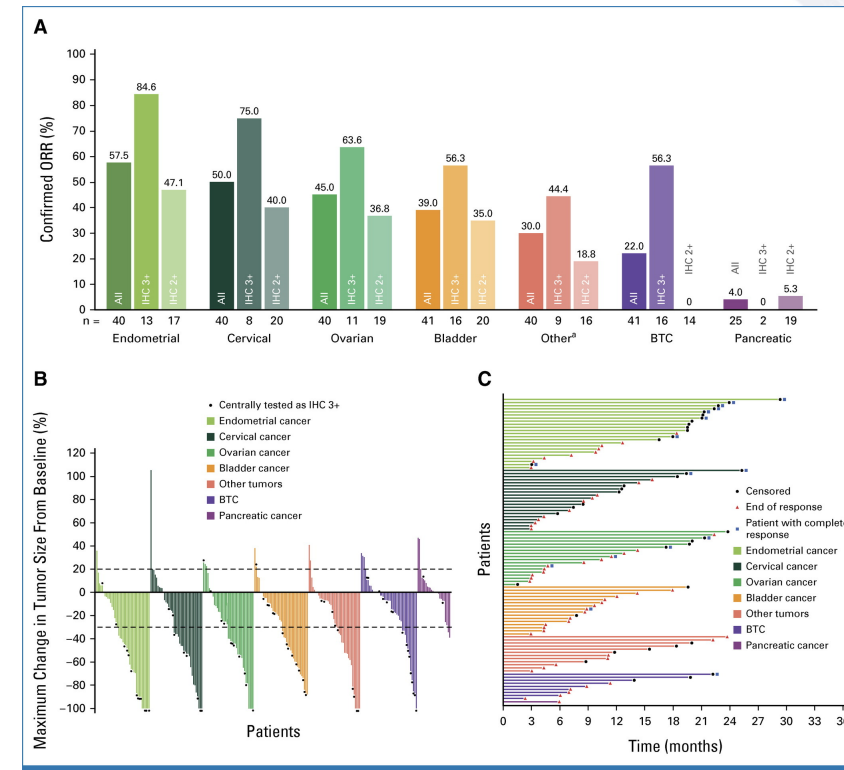 A
Confirmed ORR (%)
100
90
80
70
60
50
40
30
20
10
0
57.5
84.6
47.1
50.0
75.0
40.0
45.0
63.6
36.8
39.0
56.3
35.0
30.0
44.4
18.8
22.0
56.3
0
4.0
0
5.3
All IHC 3+ IHC 2+
All IHC 3+ IHC 2+
All IHC 3+ IHC 2+
All IHC 3+ IHC 2+
All IHC 3+ IHC 2+
All IHC 3+ IHC 2+
All IHC 3+ IHC 2+
n = 40 13 17 40 8 20 40 11 19 41 16 20 40 9 16 41 16 14 25 2 19
Endometrial Cervical Ovarian Bladder Otherᵃ BTC Pancreatic
B
Maximum Change in Tumor Size From Baseline (%)
Centrally tested as IHC 3+
Endometrial cancer
Cervical cancer
Ovarian cancer
Bladder cancer
Other tumors
BTC
Pancreatic cancer
120
100
80
60
40
20
0
−20
−40
−60
−80
−100
Patients
C
Patients
Censored
End of response
Patient with complete
response
Endometrial cancer
Cervical cancer
Ovarian cancer
Bladder cancer
Other tumors
BTC
Pancreatic cancer
0 3 6 9 12 15 18 21 24 27 30 33
Time (months)